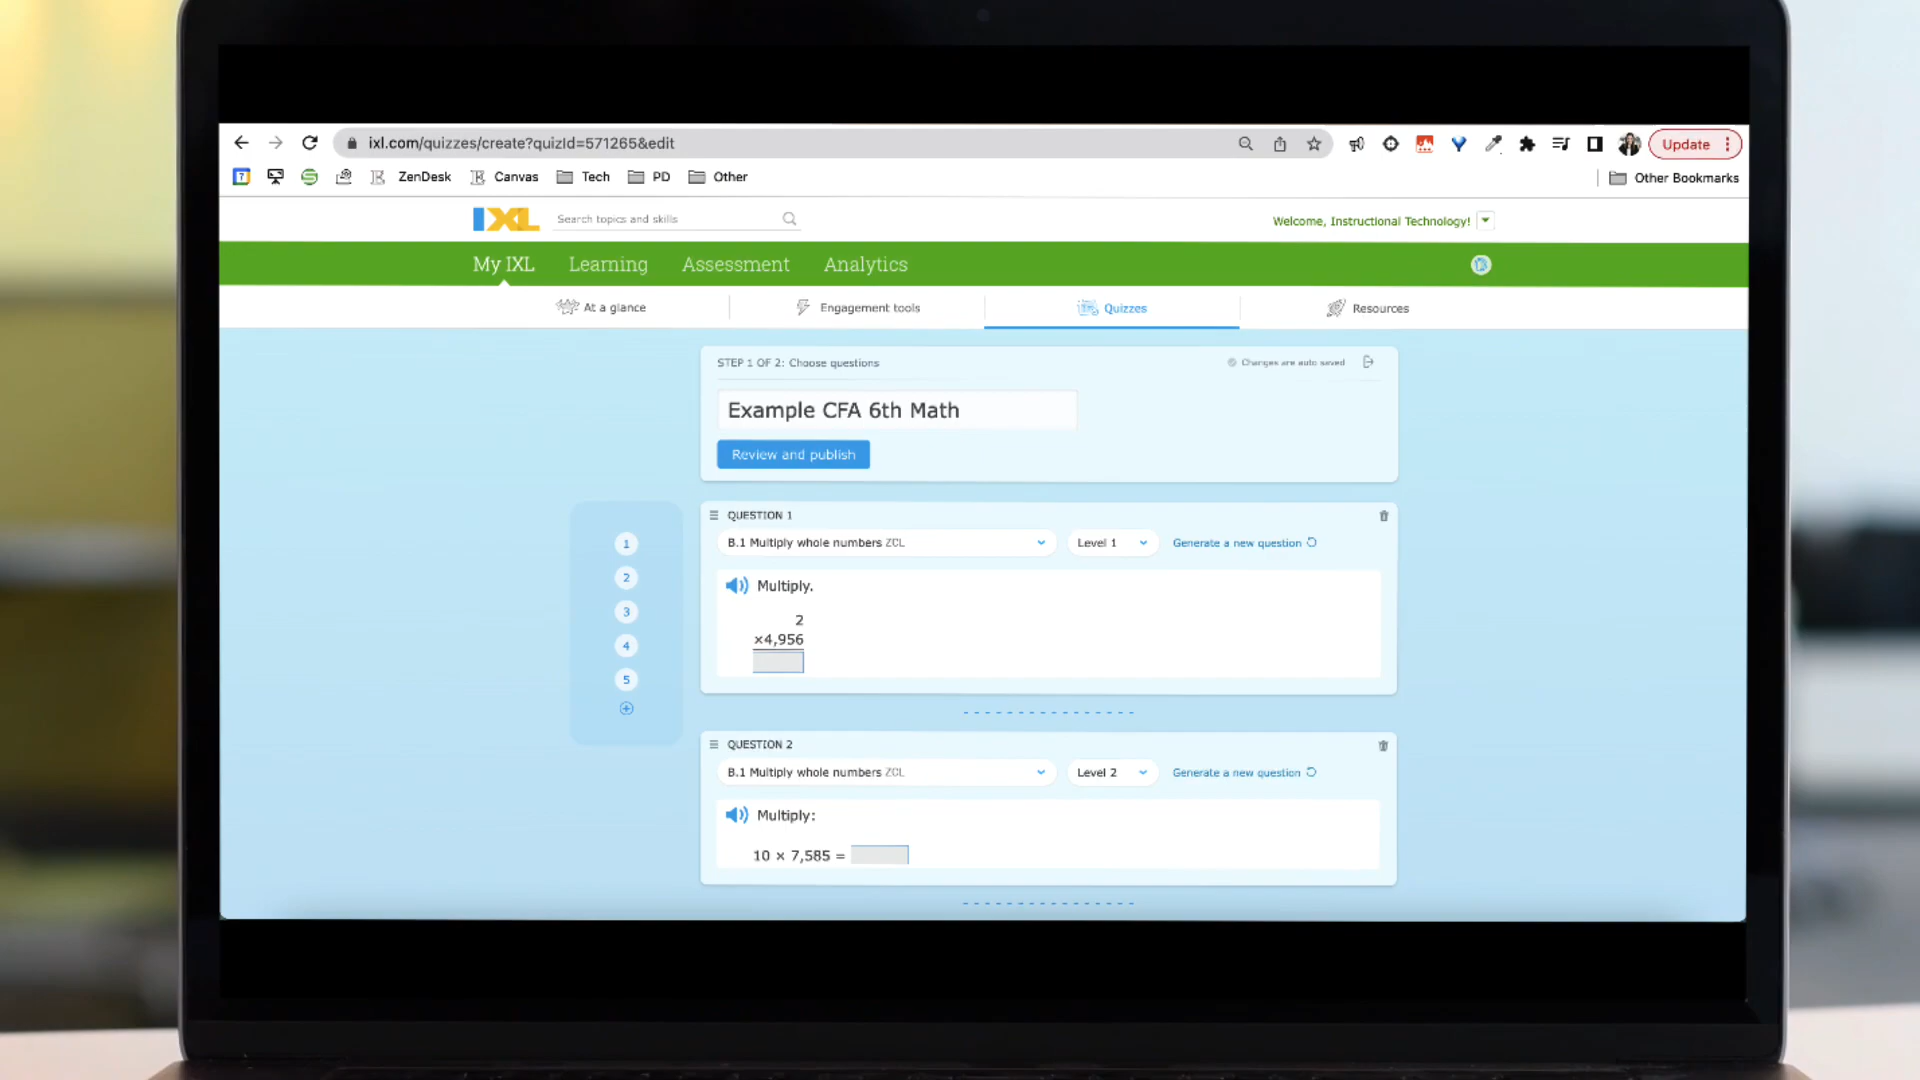 ixl.com/quizzes/create?quizId=571265&edit
Update
7
ZenDesk
Canvas
Tech
PD
Other
Other Bookmarks
IXL
Search topics and skills
Welcome, Instructional Technology!
My IXL
Learning
Assessment
Analytics
At a glance
Engagement tools
Quizzes
Resources
STEP 1 OF 2: Choose questions
Changes are auto saved
Example CFA 6th Math
Review and publish
1
2
3
4
5
QUESTION 1
B.1 Multiply whole numbers ZCL
Level 1
Generate a new question
Multiply.
2
×4,956
QUESTION 2
B.1 Multiply whole numbers ZCL
Level 2
Generate a new question
Multiply:
10 × 7,585 =